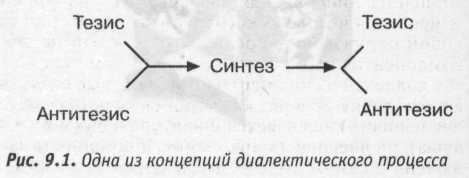 Тезис Тезис
Синтез
Антитезис Антитезис
Рис. 9.1. Одна из концепций диалектического процесса